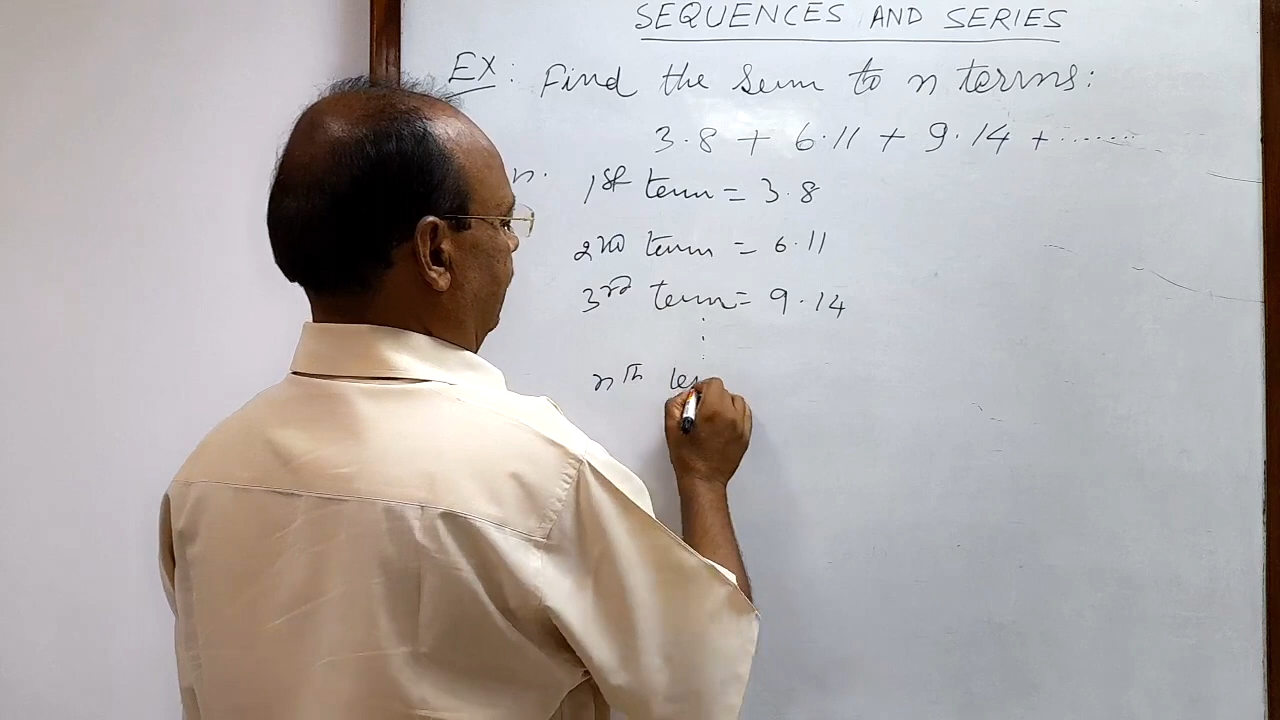 SEQUENCES AND SERIES
EX: Find the sum to n terms:
3.8 + 6.11 + 9.14 + .......
n. 1st term = 3.8
2nd term = 6.11
3rd term = 9.14
:
nth te